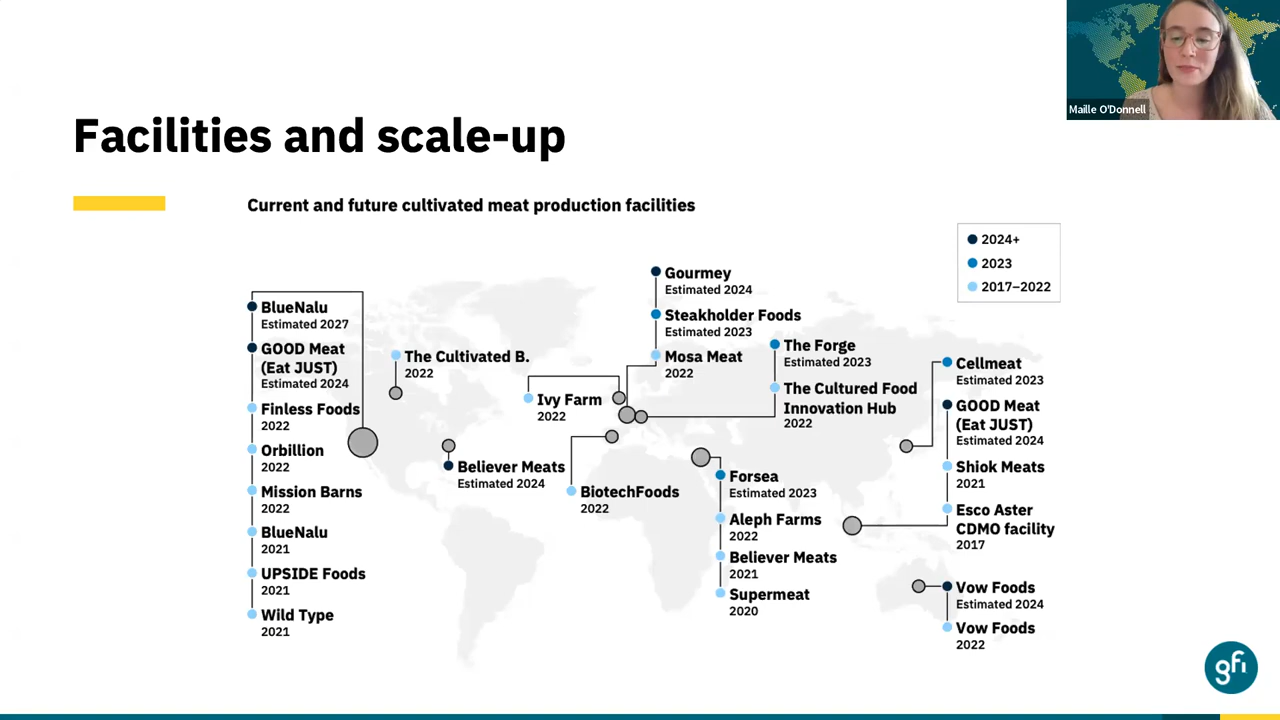 Maille O'Donnell
Facilities and scale-up
Current and future cultivated meat production facilities
2024+
2023
2017–2022
BlueNalu
Estimated 2027
GOOD Meat
(Eat JUST)
Estimated 2024
Finless Foods
2022
Orbillion
2022
Mission Barns
2022
BlueNalu
2021
UPSIDE Foods
2021
Wild Type
2021
The Cultivated B.
2022
Believer Meats
Estimated 2024
Ivy Farm
2022
BiotechFoods
2022
Gourmey
Estimated 2024
Steakholder Foods
Estimated 2023
Mosa Meat
2022
The Forge
Estimated 2023
The Cultured Food
Innovation Hub
2022
Forsea
Estimated 2023
Aleph Farms
2022
Believer Meats
2021
Supermeat
2020
Cellmeat
Estimated 2023
GOOD Meat
(Eat JUST)
Estimated 2024
Shiok Meats
2021
Esco Aster
CDMO facility
2017
Vow Foods
Estimated 2024
Vow Foods
2022
gfi